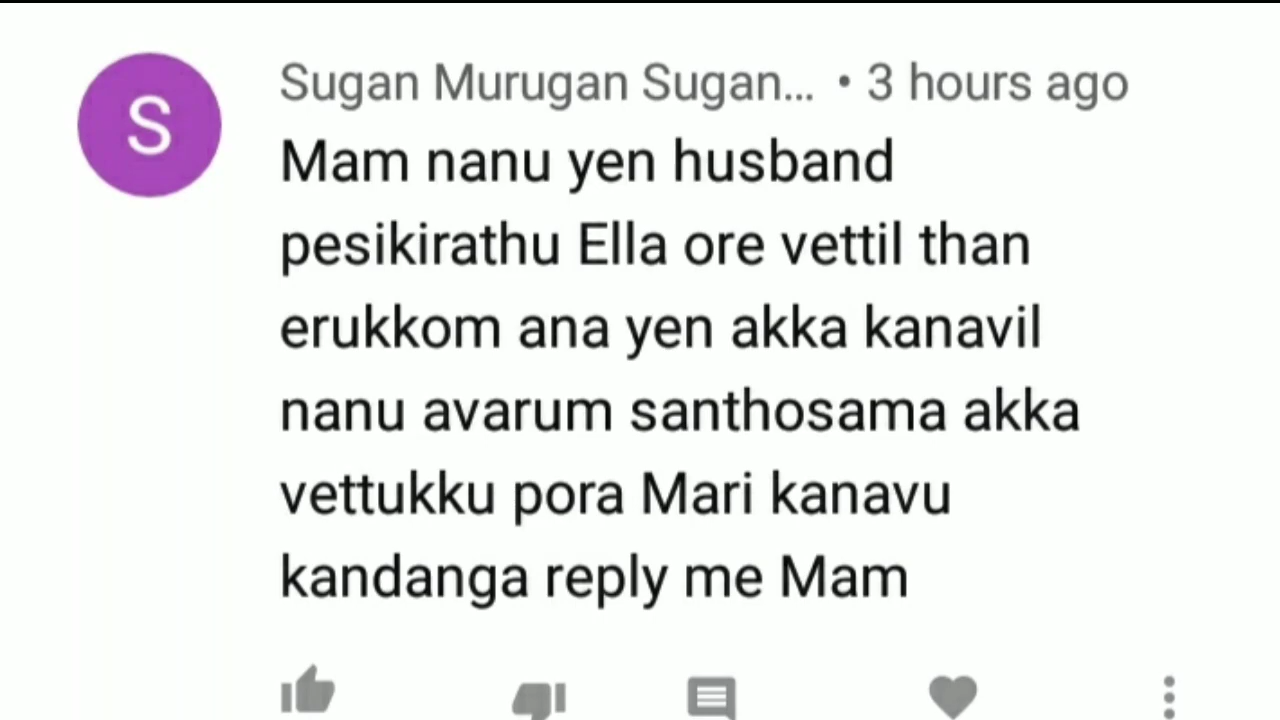 S
Sugan Murugan Sugan... • 3 hours ago
Mam nanu yen husband
pesikirathu Ella ore vettil than
erukkom ana yen akka kanavil
nanu avarum santhosama akka
vettukku pora Mari kanavu
kandanga reply me Mam